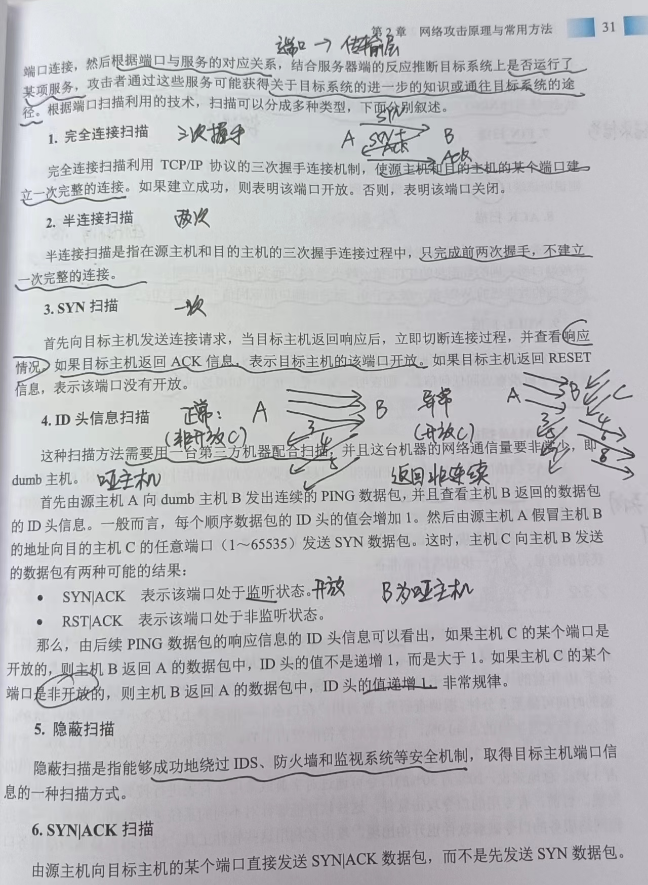 第2章 网络攻击原理与常用方法 31
端口 → 传输层
端口连接，然后根据端口与服务的对应关系，结合服务器端的反应推断目标系统上是否运行了
某项服务，攻击者通过这些服务可能获得关于目标系统的进一步的知识或通往目标系统的途
径。根据端口扫描利用的技术，扫描可以分成多种类型，下面分别叙述。
SYN
1. 完全连接扫描 三次握手 A SYN+ B
ACK
ACK
完全连接扫描利用 TCP/IP 协议的三次握手连接机制，使源主机和目的主机的某个端口建
立一次完整的连接。如果建立成功，则表明该端口开放。否则，表明该端口关闭。
2. 半连接扫描 两次
半连接扫描是指在源主机和目的主机的三次握手连接过程中，只完成前两次握手，不建立
一次完整的连接。
3. SYN 扫描 一次
首先向目标主机发送连接请求，当目标主机返回响应后，立即切断连接过程，并查看响应
情况。如果目标主机返回 ACK 信息，表示目标主机的该端口开放。如果目标主机返回 RESET
信息，表示该端口没有开放。
4. ID 头信息扫描 正常： A B 异常 A B C
(非开放C) 3 4 (开放C) 3 4 6 8
这种扫描方法需要用一台第三方机器配合扫描，并且这台机器的网络通信量要非常少，即
dumb 主机。 哑主机 返回非连续
首先由源主机 A 向 dumb 主机 B 发出连续的 PING 数据包，并且查看主机 B 返回的数据包
的 ID 头信息。一般而言，每个顺序数据包的 ID 头的值会增加 1。然后由源主机 A 假冒主机 B
的地址向目的主机 C 的任意端口（1～65535）发送 SYN 数据包。这时，主机 C 向主机 B 发送
的数据包有两种可能的结果：
● SYN|ACK 表示该端口处于监听状态。开放 B为哑主机
● RST|ACK 表示该端口处于非监听状态。
那么，由后续 PING 数据包的响应信息的 ID 头信息可以看出，如果主机 C 的某个端口是
开放的，则主机 B 返回 A 的数据包中，ID 头的值不是递增 1，而是大于 1。如果主机 C 的某个
端口是非开放的，则主机 B 返回 A 的数据包中，ID 头的值递增 1，非常规律。
5. 隐蔽扫描
隐蔽扫描是指能够成功地绕过 IDS、防火墙和监视系统等安全机制，取得目标主机端口信
息的一种扫描方式。
6. SYN|ACK 扫描
由源主机向目标主机的某个端口直接发送 SYN|ACK 数据包，而不是先发送 SYN 数据包。